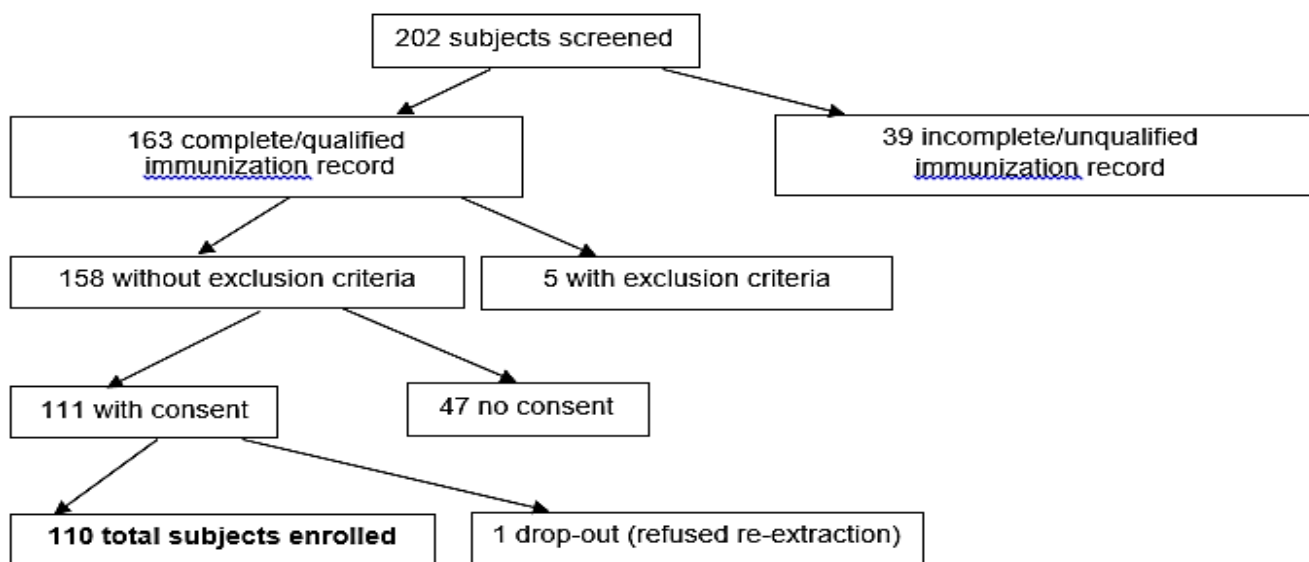 202 subjects screened
163 complete/qualified
immunization record
39 incomplete/unqualified
immunization record
158 without exclusion criteria
5 with exclusion criteria
111 with consent
47 no consent
110 total subjects enrolled
1 drop-out (refused re-extraction)